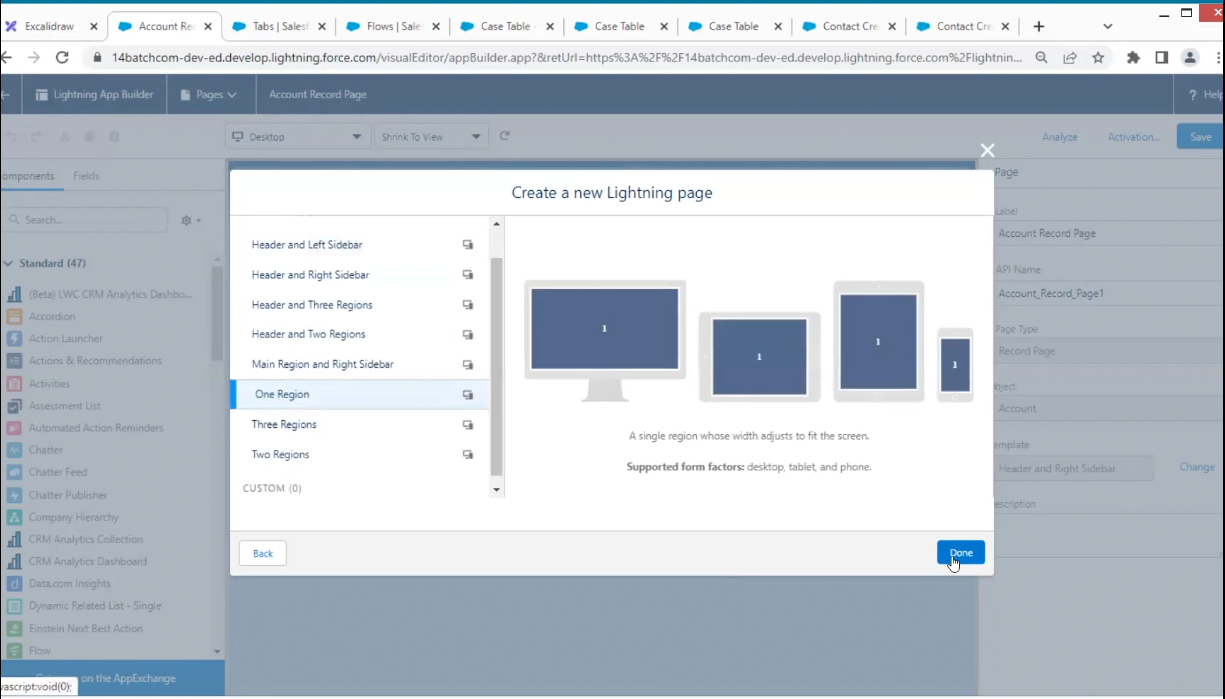 Excalidraw
Account Rec
Tabs | Salesf
Flows | Sale
Case Table -
Case Table
Case Table
Contact Cre
Contact Cre
14batchcom-dev-ed.develop.lightning.force.com/visualEditor/appBuilder.app?&retUrl=https%3A%2F%2F14batchcom-dev-ed.develop.lightning.force.com%2Flightnin...
Lightning App Builder
Pages
Account Record Page
? Help
Desktop
Shrink To View
Analyze
Activation...
Save
omponents
Fields
Search...
Standard (47)
(Beta) LWC CRM Analytics Dashbo...
Accordion
Action Launcher
Actions & Recommendations
Activities
Assessment List
Automated Action Reminders
Chatter
Chatter Feed
Chatter Publisher
Company Hierarchy
CRM Analytics Collection
CRM Analytics Dashboard
Data.com Insights
Dynamic Related List - Single
Einstein Next Best Action
Flow
on the AppExchange
vascript:void(0);
Create a new Lightning page
Header and Left Sidebar
Header and Right Sidebar
Header and Three Regions
Header and Two Regions
Main Region and Right Sidebar
One Region
Three Regions
Two Regions
CUSTOM (0)
1
1
1
1
A single region whose width adjusts to fit the screen.
Supported form factors: desktop, tablet, and phone.
Back
Done
Page
Label
Account Record Page
API Name
Account_Record_Page1
Page Type
Record Page
bject
Account
emplate
Header and Right Sidebar
Change
escription